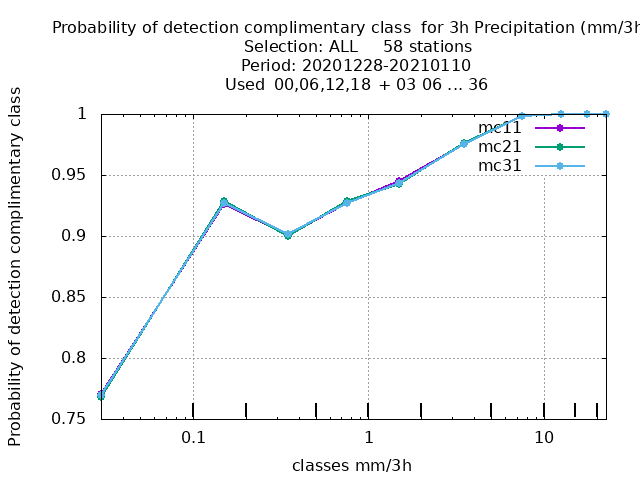 Probability of detection complimentary class  for 3h Precipitation (mm/3h
Selection: ALL     58 stations
Period: 20201228-20210110
Used  00,06,12,18 + 03 06 ... 36
Probability of detection complimentary class
1
0.95
0.9
0.85
0.8
0.75
mc11
mc21
mc31
0.1
1
10
classes mm/3h